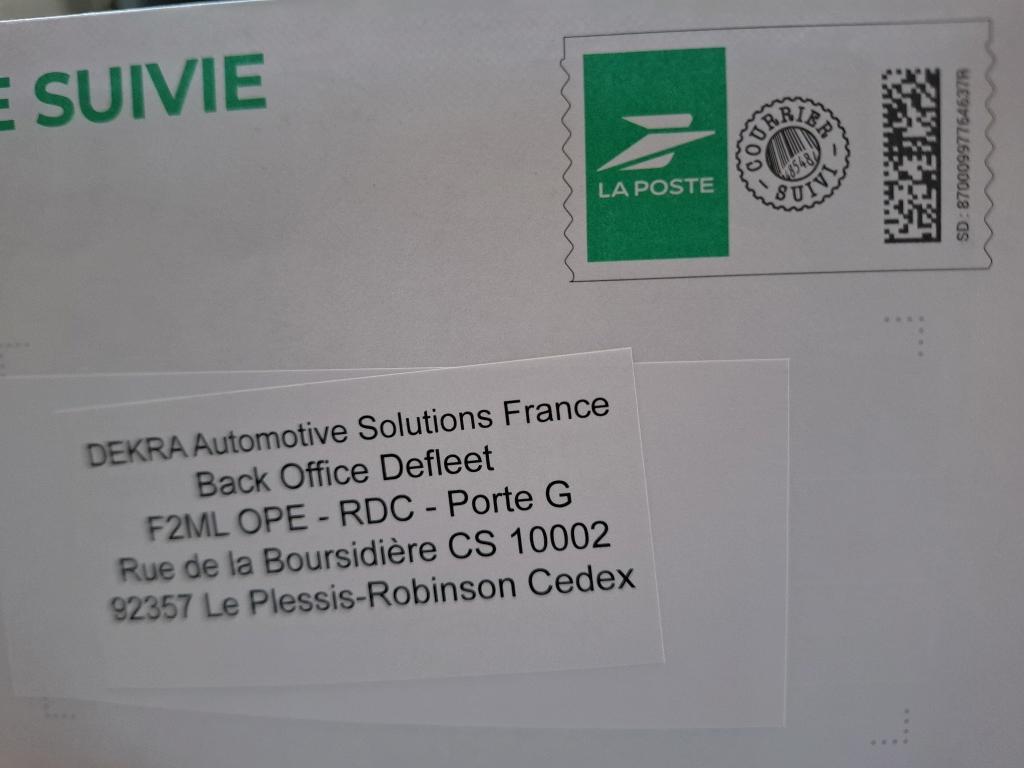 E SUIVIE
LA POSTE
COURRIER
SUIVI
SD: 87000997764637R
DEKRA Automotive Solutions France
Back Office Defleet
F2ML OPE - RDC - Porte G
Rue de la Boursidière CS 10002
92357 Le Plessis-Robinson Cedex